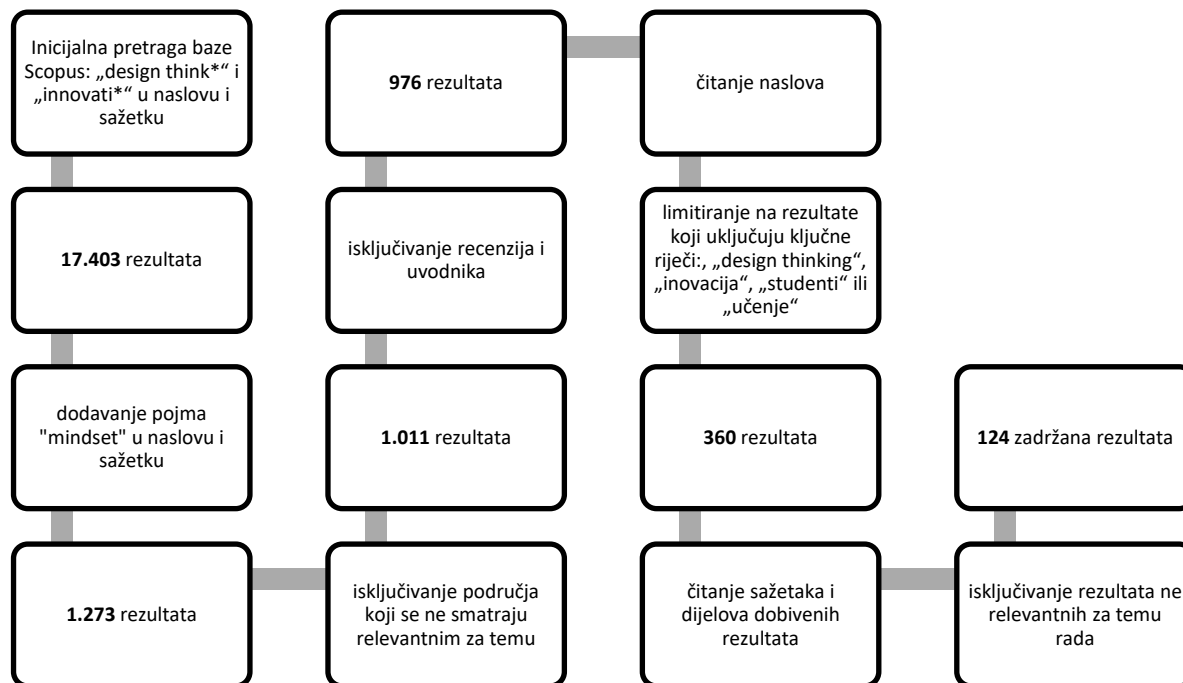 Inicijalna pretraga baze
Scopus: „design think*“ i
„innovati*“ u naslovu i
sažetku
17.403 rezultata
dodavanje pojma
"mindset" u naslovu i
sažetku
1.273 rezultata
isključivanje područja
koji se ne smatraju
relevantnim za temu
1.011 rezultata
isključivanje recenzija i
uvodnika
976 rezultata
čitanje naslova
limitiranje na rezultate
koji uključuju ključne
riječi:, „design thinking“,
„inovacija“, „studenti“ ili
„učenje“
360 rezultata
čitanje sažetaka i
dijelova dobivenih
rezultata
isključivanje rezultata ne
relevantnih za temu
rada
124 zadržana rezultata